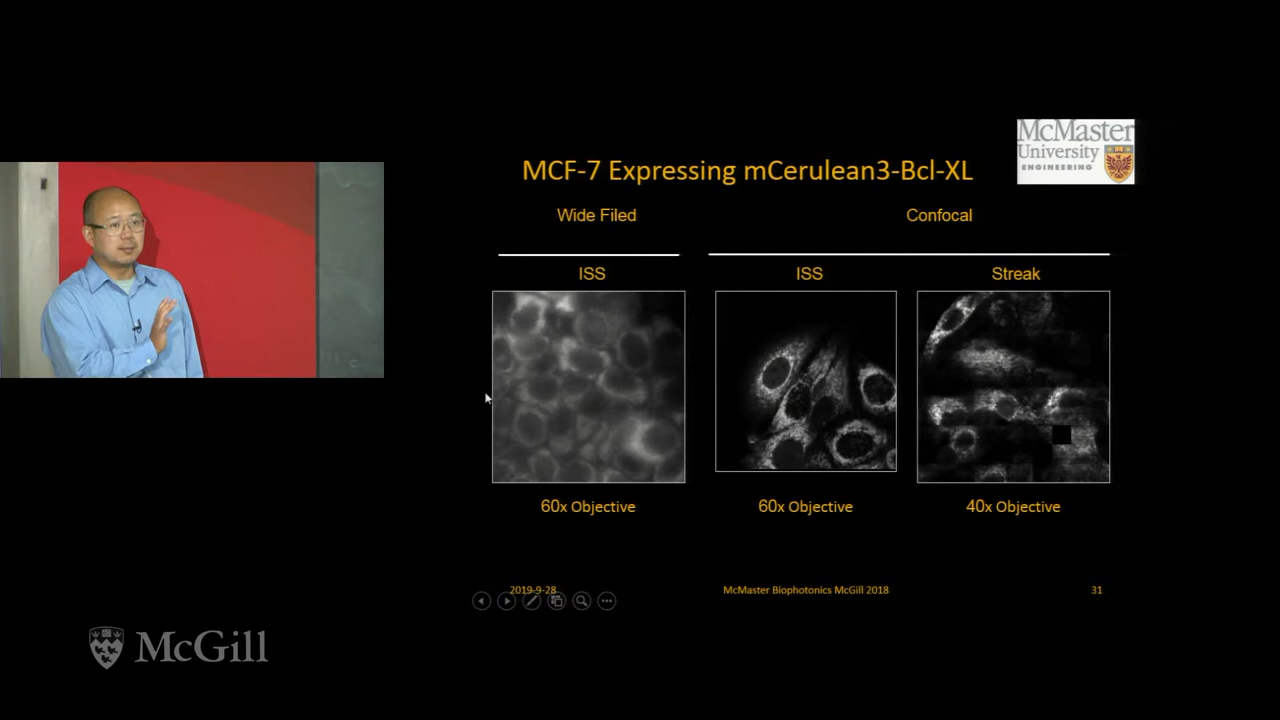 McMaster
University
ENGINEERING
MCF-7 Expressing mCerulean3-Bcl-XL
Wide Filed
Confocal
ISS
ISS
Streak
60x Objective
60x Objective
40x Objective
2019-9-28
McMaster Biophotonics McGill 2018
31
McGill